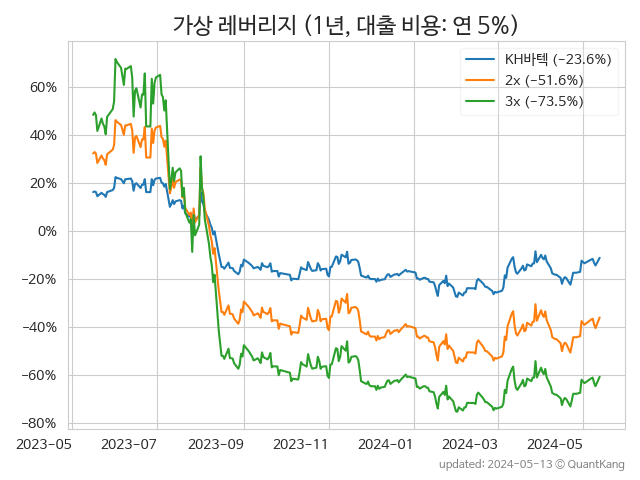 가상 레버리지 (1년, 대출 비용: 연 5%)
KH바텍 (−23.6%)
2x (−51.6%)
3x (−73.5%)
60%
40%
20%
0%
−20%
−40%
−60%
−80%
2023-05 2023-07 2023-09 2023-11 2024-01 2024-03 2024-05
updated: 2024-05-13 ⓒ QuantKang